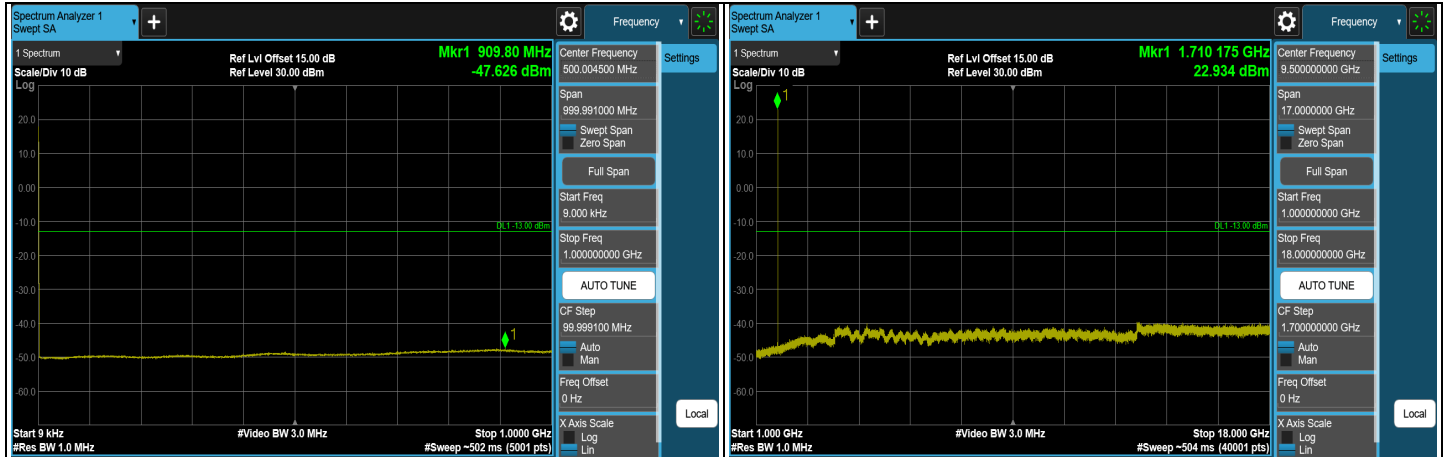 Spectrum Analyzer 1
Swept SA
+
Frequency
1 Spectrum
Scale/Div 10 dB
Log
Ref Lvl Offset 15.00 dB
Ref Level 30.00 dBm
Mkr1 909.80 MHz
-47.626 dBm
1
20.0
10.0
0.00
-10.0
-20.0
-30.0
-40.0
-50.0
-60.0
DL1 -13.00 dBm
Start 9 kHz
#Res BW 1.0 MHz
#Video BW 3.0 MHz
Stop 1.0000 GHz
#Sweep ~502 ms (5001 pts)
Center Frequency
500.004500 MHz
Span
999.991000 MHz
Swept Span
Zero Span
Full Span
Start Freq
9.000 kHz
Stop Freq
1.000000000 GHz
AUTO TUNE
CF Step
99.999100 MHz
Auto
Man
Freq Offset
0 Hz
X Axis Scale
Log
Lin
Settings
Local
Spectrum Analyzer 1
Swept SA
+
Frequency
1 Spectrum
Scale/Div 10 dB
Log
Ref Lvl Offset 15.00 dB
Ref Level 30.00 dBm
Mkr1 1.710 175 GHz
22.934 dBm
1
20.0
10.0
0.00
-10.0
-20.0
-30.0
-40.0
-50.0
-60.0
DL1 -13.00 dBm
Start 1.000 GHz
#Res BW 1.0 MHz
#Video BW 3.0 MHz
Stop 18.000 GHz
#Sweep ~504 ms (40001 pts)
Center Frequency
9.500000000 GHz
Span
17.0000000 GHz
Swept Span
Zero Span
Full Span
Start Freq
1.000000000 GHz
Stop Freq
18.000000000 GHz
AUTO TUNE
CF Step
1.700000000 GHz
Auto
Man
Freq Offset
0 Hz
X Axis Scale
Log
Lin
Settings
Local